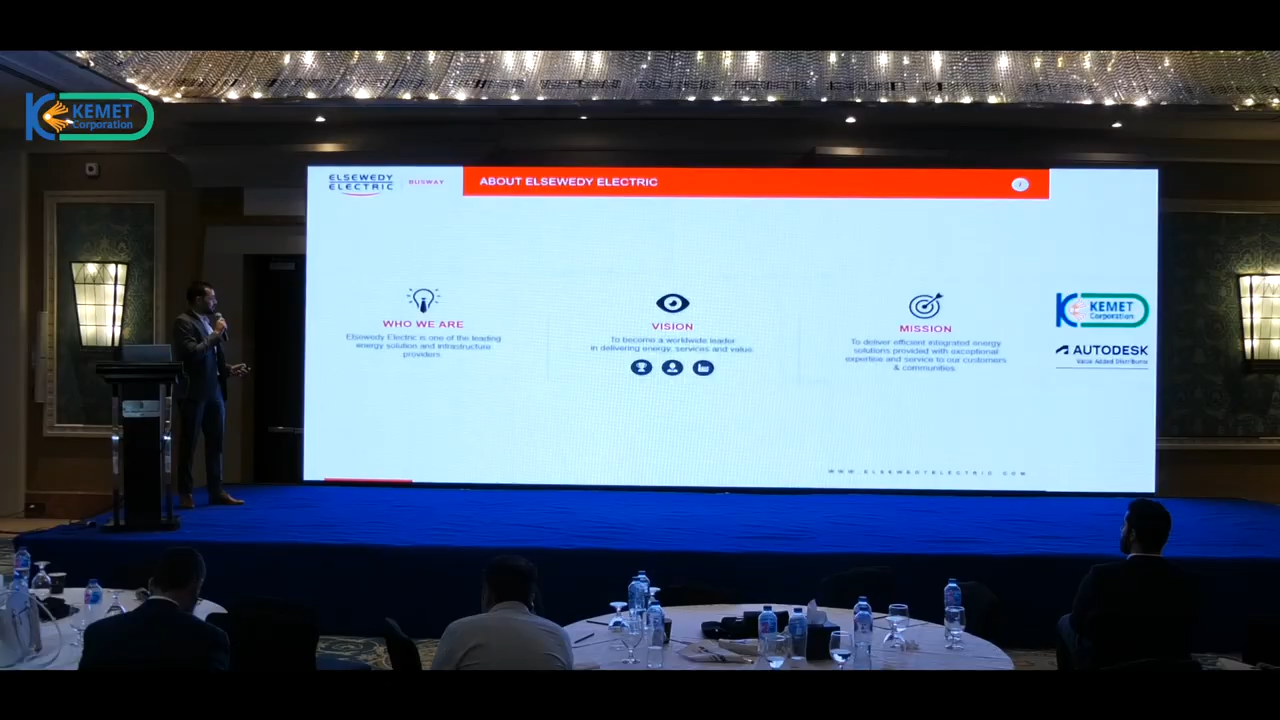 KEMET
Corporation
ELSEWEDY
ELECTRIC
BUSWAY
ABOUT ELSEWEDY ELECTRIC
WHO WE ARE
Elsewedy Electric is one of the leading
energy solution and infrastructure
providers.
VISION
To become a worldwide leader
in delivering energy, services and value.
MISSION
To deliver efficient integrated energy
solutions provided with exceptional
expertise and service to our customers
& communities.
KEMET
Corporation
AUTODESK
Value Added Distributor
WWW.ELSEWEDYELECTRIC.COM